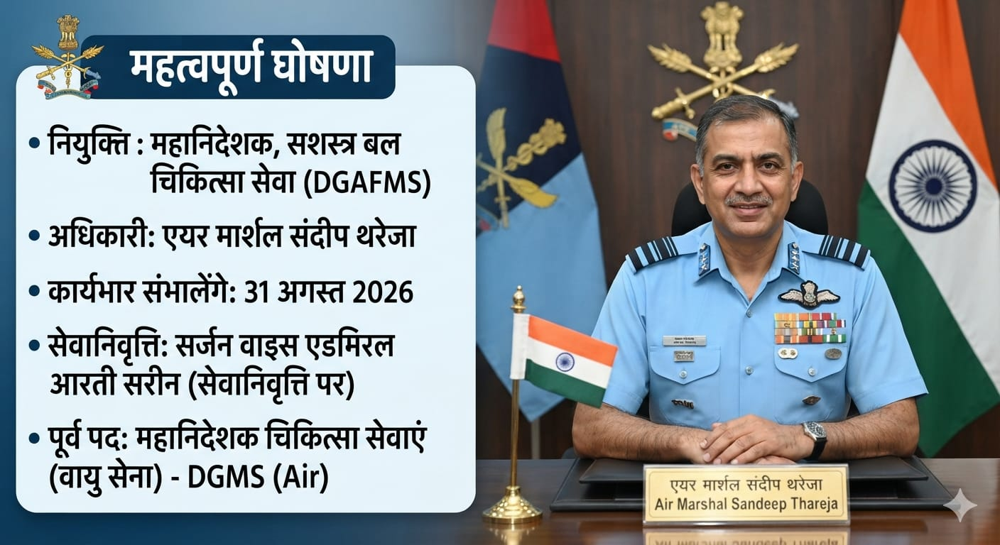 महत्वपूर्ण घोषणा
• नियुक्ति : महानिदेशक, सशस्त्र बल
चिकित्सा सेवा (DGAFMS)
• अधिकारी: एयर मार्शल संदीप थरेजा
• कार्यभार संभालेंगे: 31 अगस्त 2026
• सेवानिवृत्ति: सर्जन वाइस एडमिरल
आरती सरीन (सेवानिवृत्ति पर)
• पूर्व पद: महानिदेशक चिकित्सा सेवाएं
(वायु सेना) - DGMS (Air)
एयर मार्शल संदीप थरेजा
Air Marshal Sandeep Thareja